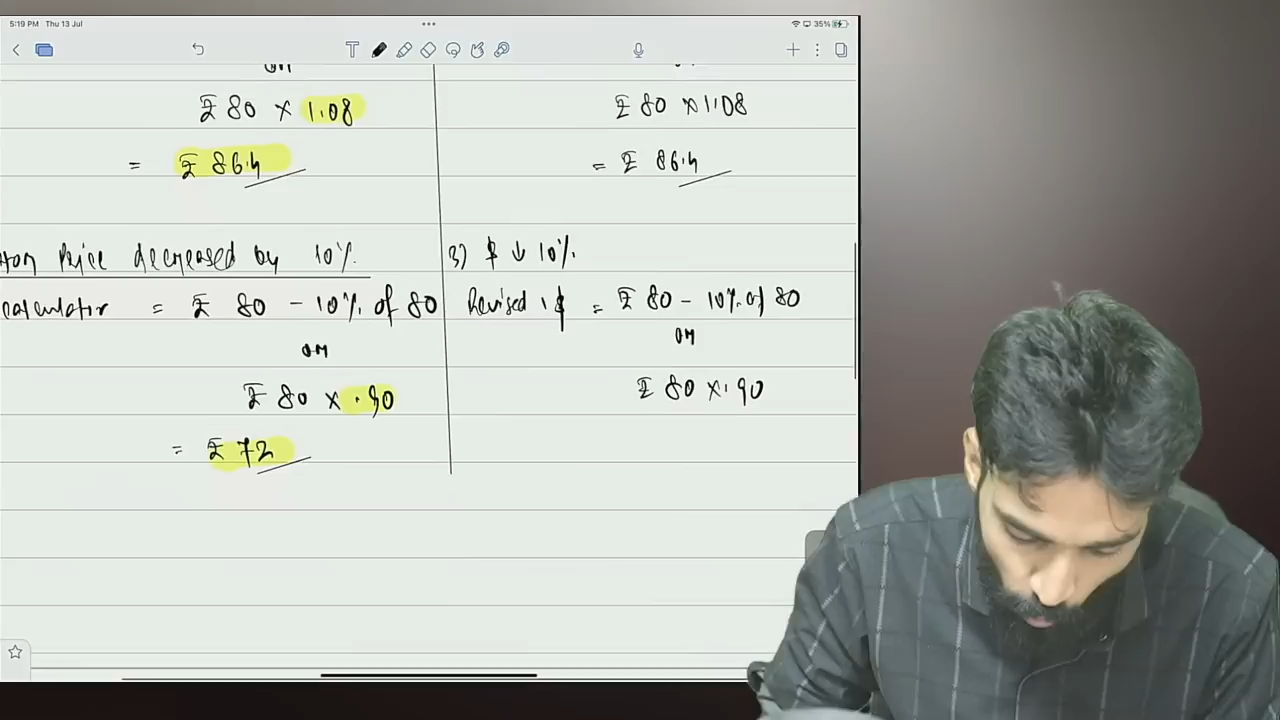 5:19 PM Thu 13 Jul
35%
T
₹ 80 × 1.08
= ₹ 86.4
Price decreased by 10%
calculator = ₹ 80 - 10% of 80
or
₹ 80 × .90
= ₹ 72
₹ 80 × 1.08
= ₹ 86.4
3) $ ↓ 10%.
Revised 1$ = ₹ 80 - 10% of 80
or
₹ 80 × .90